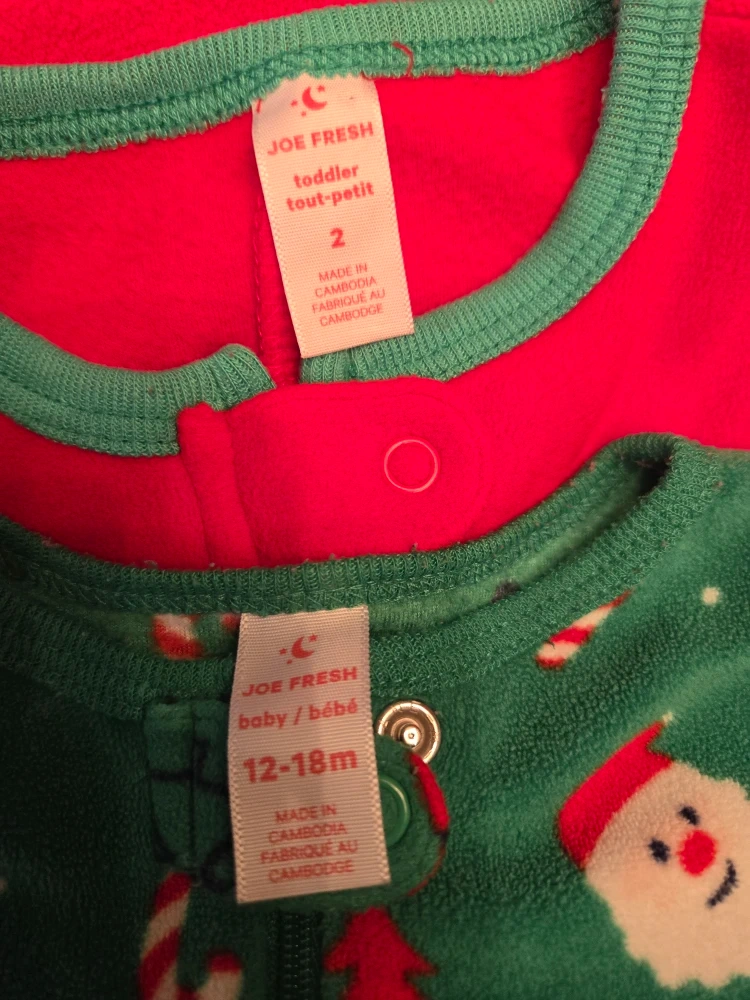 JOE FRESH
toddler
tout-petit
2
MADE IN
CAMBODIA
FABRIQUÉ AU
CAMBODGE
JOE FRESH
baby / bébé
12-18m
MADE IN
CAMBODIA
FABRIQUÉ AU
CAMBODGE